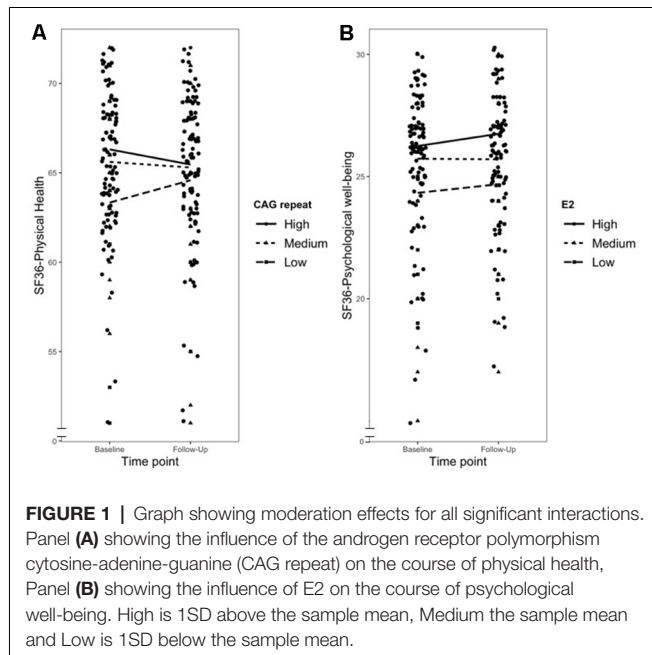 A
B
70
65
60
55
0
SF36-Physical Health
Baseline
Follow-Up
Time point
CAG repeat
High
Medium
Low
30
25
20
0
SF36-Psychological well-being
Baseline
Follow-Up
Time point
E2
High
Medium
Low
FIGURE 1 | Graph showing moderation effects for all significant interactions.
Panel (A) showing the influence of the androgen receptor polymorphism
cytosine-adenine-guanine (CAG repeat) on the course of physical health,
Panel (B) showing the influence of E2 on the course of psychological
well-being. High is 1SD above the sample mean, Medium the sample mean
and Low is 1SD below the sample mean.